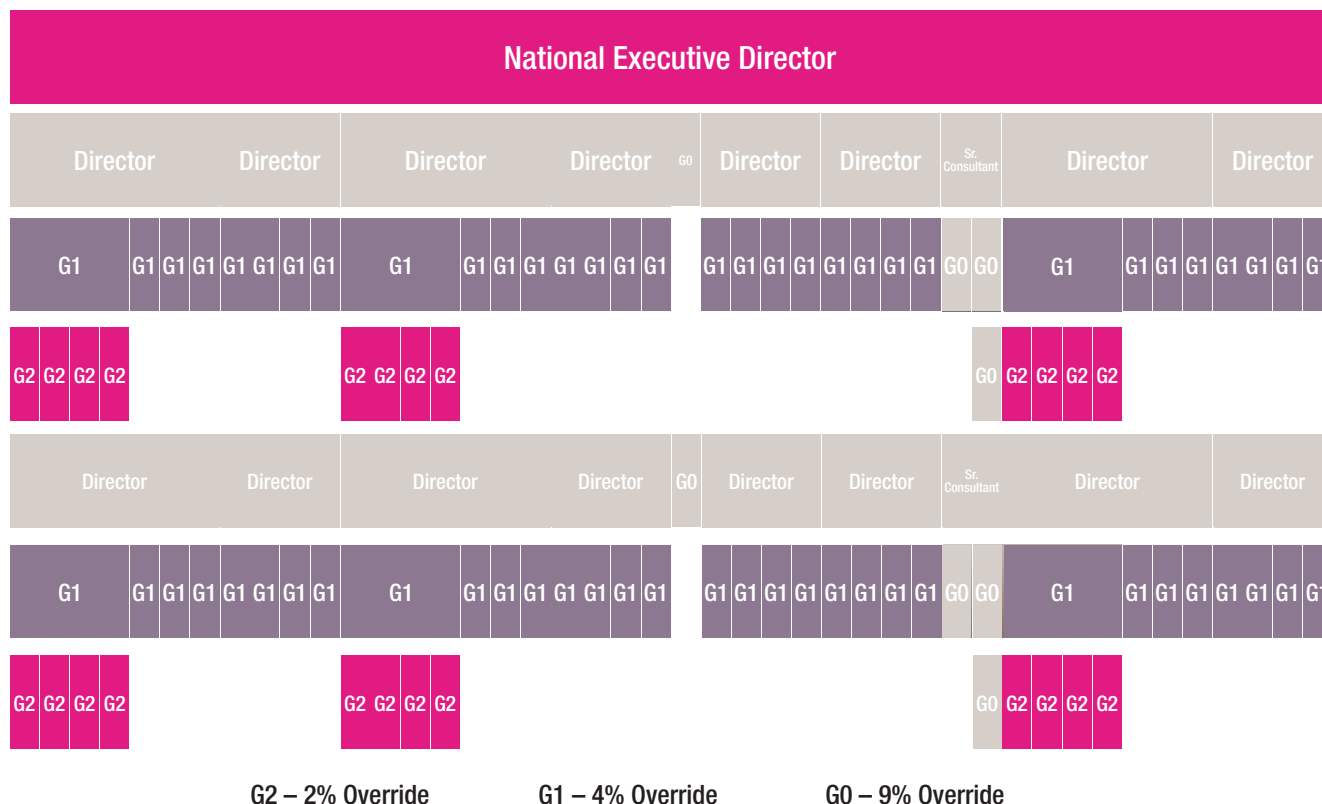 National Executive Director
Director Director Director Director G0 Director Director Sr. Consultant Director Director
G1 G1 G1 G1 G1 G1 G1 G1 G1 G1 G1 G1 G1 G1 G1 G1 G1 G1 G1 G1 G1 G1 G1 G1 G0 G0 G1 G1 G1 G1 G1 G1 G1 G1
G2 G2 G2 G2 G2 G2 G2 G2 G0 G2 G2 G2 G2
Director Director Director Director G0 Director Director Sr. Consultant Director Director
G1 G1 G1 G1 G1 G1 G1 G1 G1 G1 G1 G1 G1 G1 G1 G1 G1 G1 G1 G1 G1 G1 G1 G1 G0 G0 G1 G1 G1 G1 G1 G1 G1 G1
G2 G2 G2 G2 G2 G2 G2 G2 G0 G2 G2 G2 G2
G2 – 2% Override G1 – 4% Override G0 – 9% Override